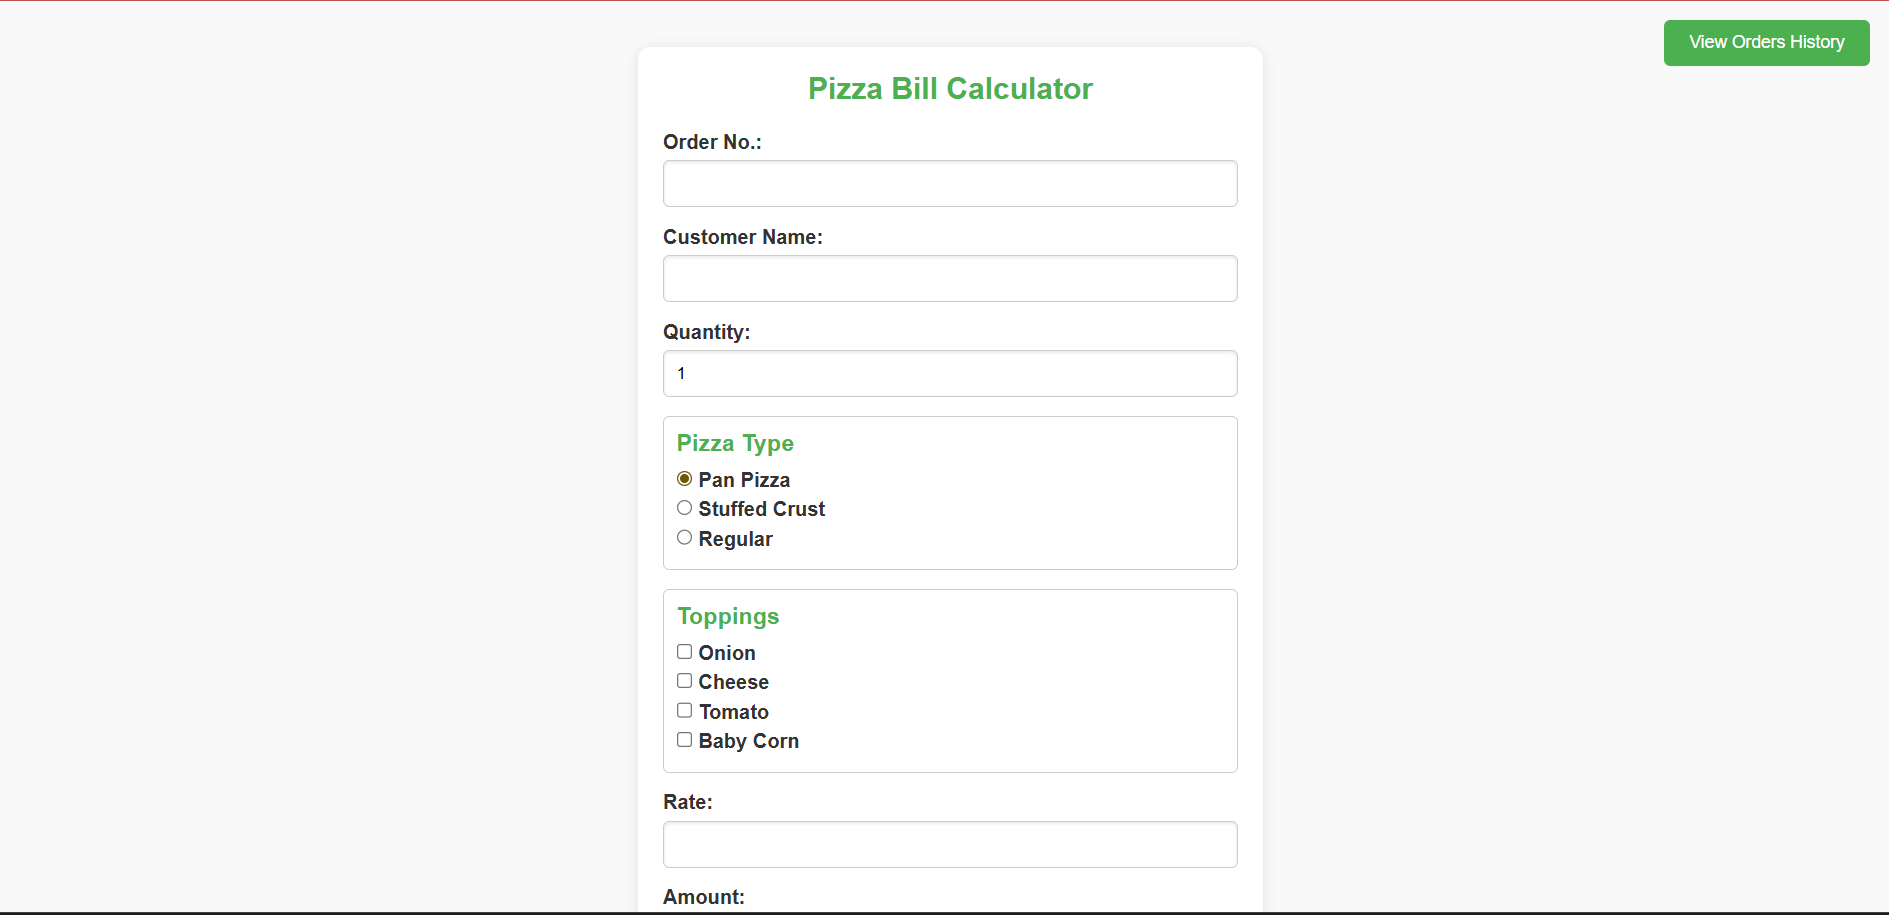 View Orders History
Pizza Bill Calculator
Order No.:
Customer Name:
Quantity:
1
Pizza Type
Pan Pizza
Stuffed Crust
Regular
Toppings
Onion
Cheese
Tomato
Baby Corn
Rate:
Amount: